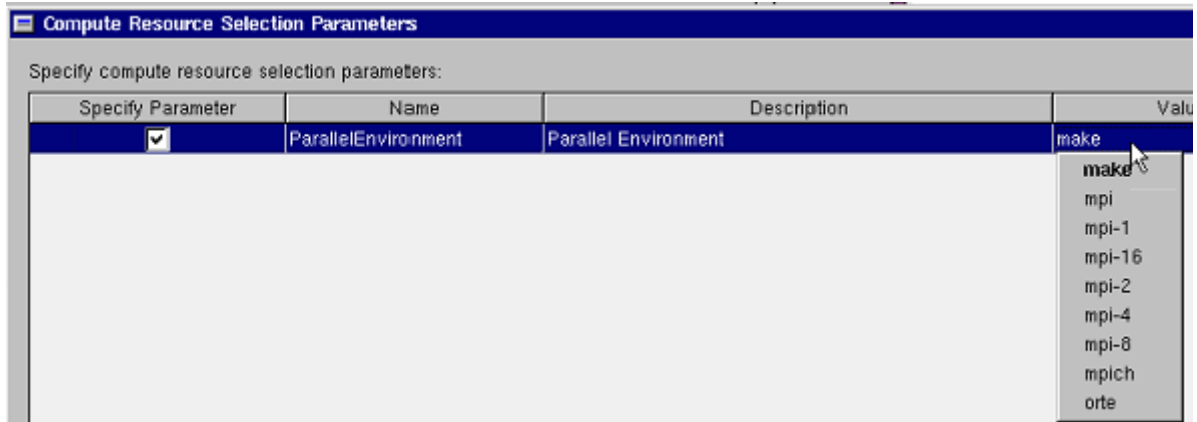 Compute Resource Selection Parameters
Specify compute resource selection parameters:
Specify Parameter Name Description Valu
ParallelEnvironment Parallel Environment make
make
mpi
mpi-1
mpi-16
mpi-2
mpi-4
mpi-8
mpich
orte